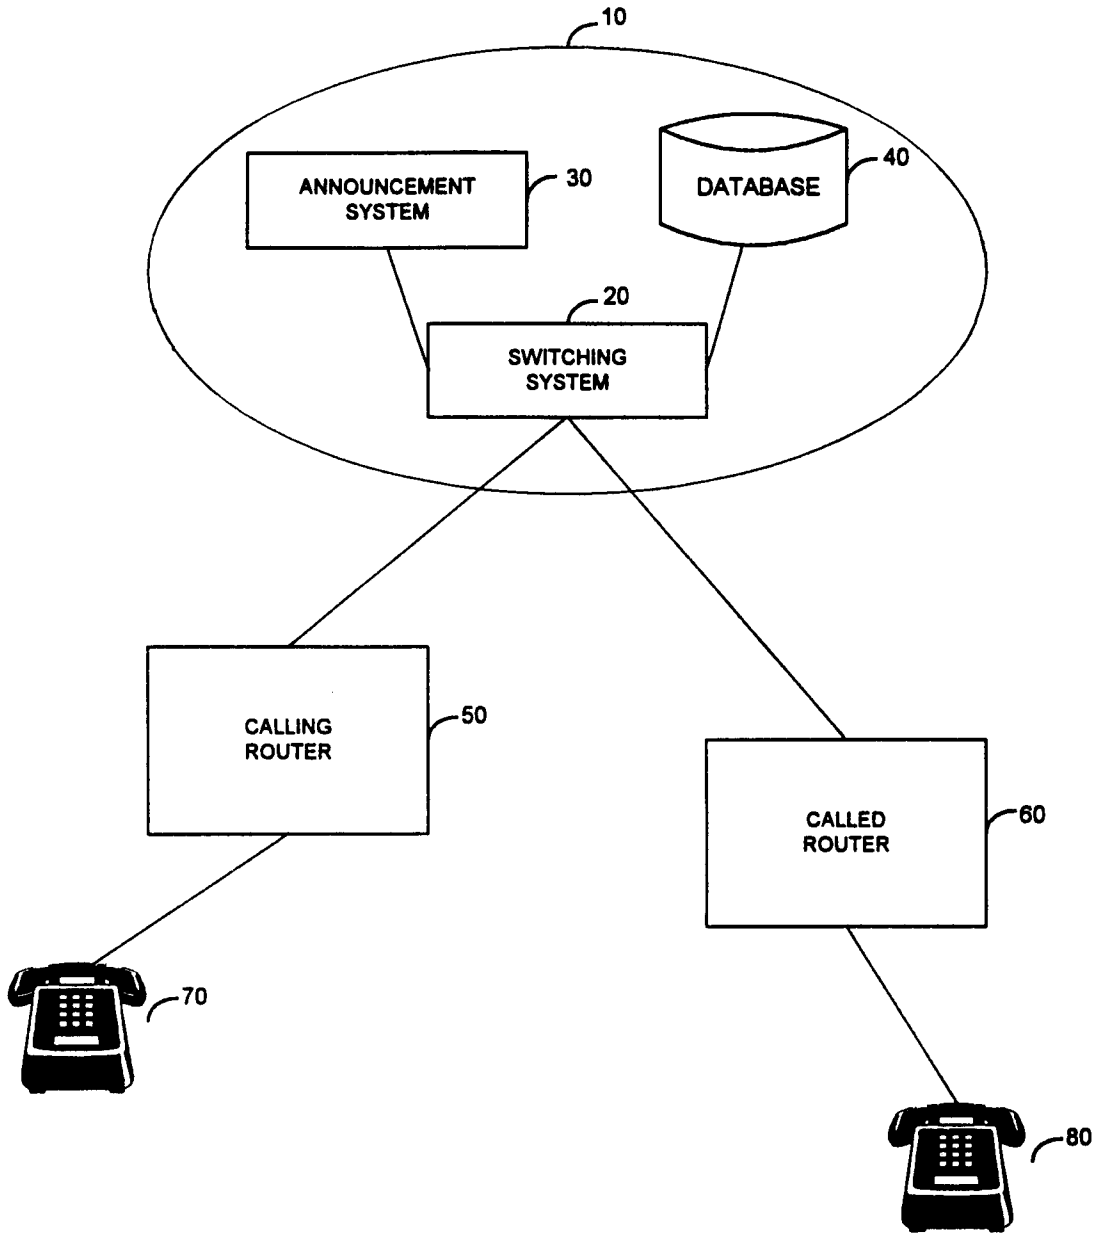 10
ANNOUNCEMENT
SYSTEM
30
DATABASE
40
20
SWITCHING
SYSTEM
CALLING
ROUTER
50
CALLED
ROUTER
60
70
80